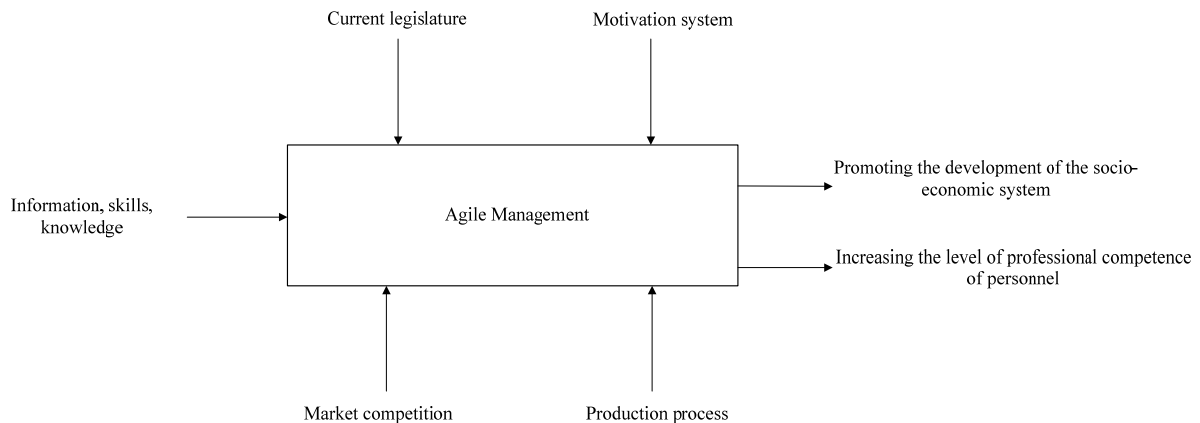 Current legislature
Motivation system
Promoting the development of the socio-
economic system
Information, skills,
knowledge
Agile Management
Increasing the level of professional competence
of personnel
Market competition
Production process